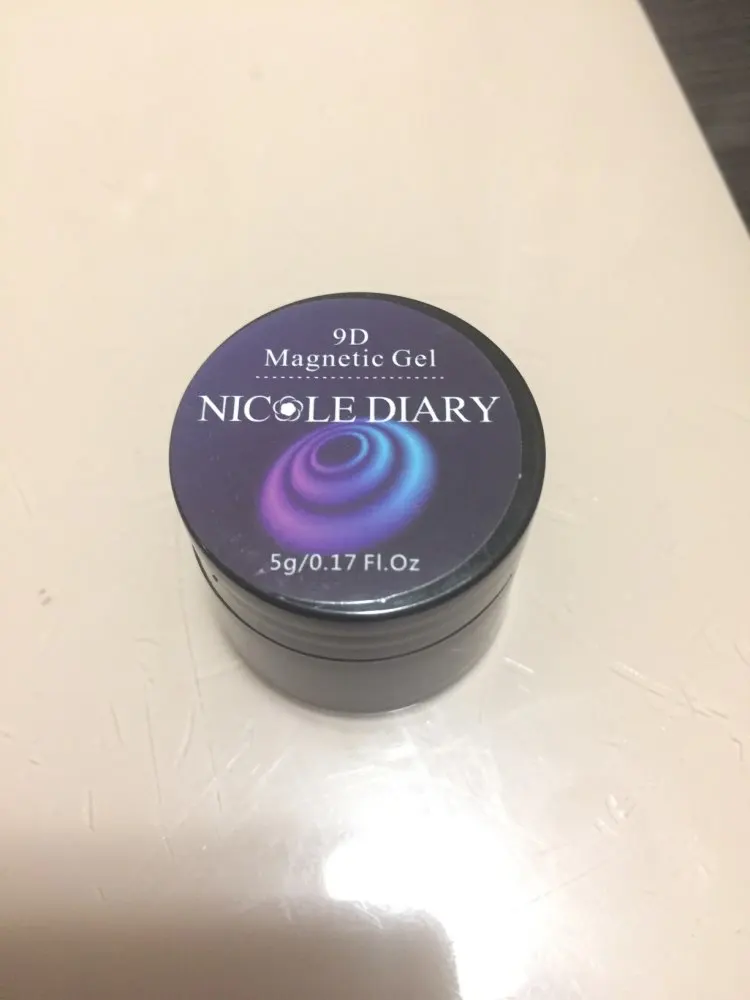 9D
Magnetic Gel
NICOLE DIARY
5g/0.17 Fl.Oz